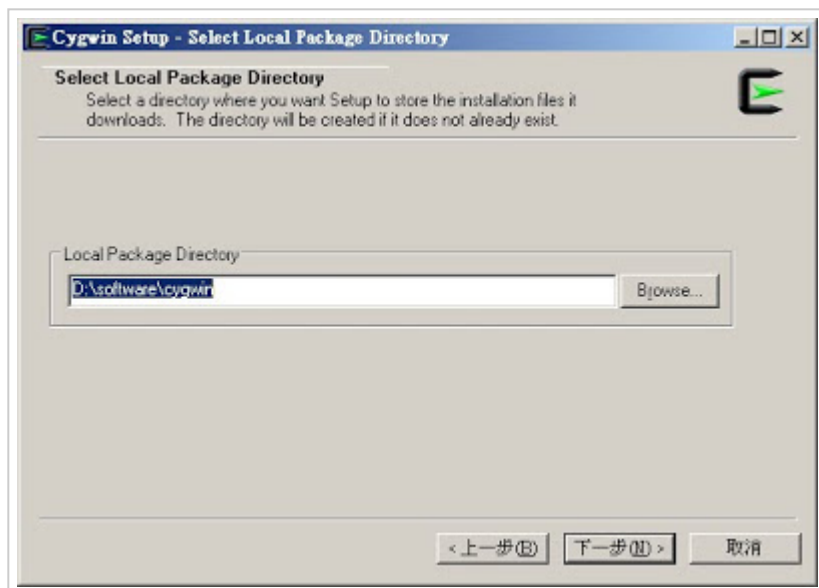 Cygwin Setup - Select Local Package Directory
Select Local Package Directory
Select a directory where you want Setup to store the installation files it
downloads. The directory will be created if it does not already exist.
Local Package Directory
D:\software\cygwin
Browse...
<上一步(B)
下一步(N)>
取消